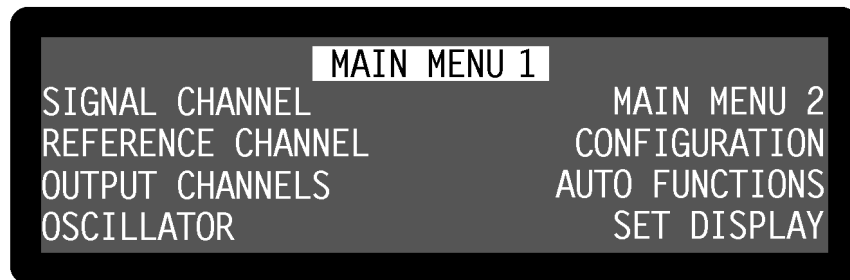 MAIN MENU 1
SIGNAL CHANNEL MAIN MENU 2
REFERENCE CHANNEL CONFIGURATION
OUTPUT CHANNELS AUTO FUNCTIONS
OSCILLATOR SET DISPLAY